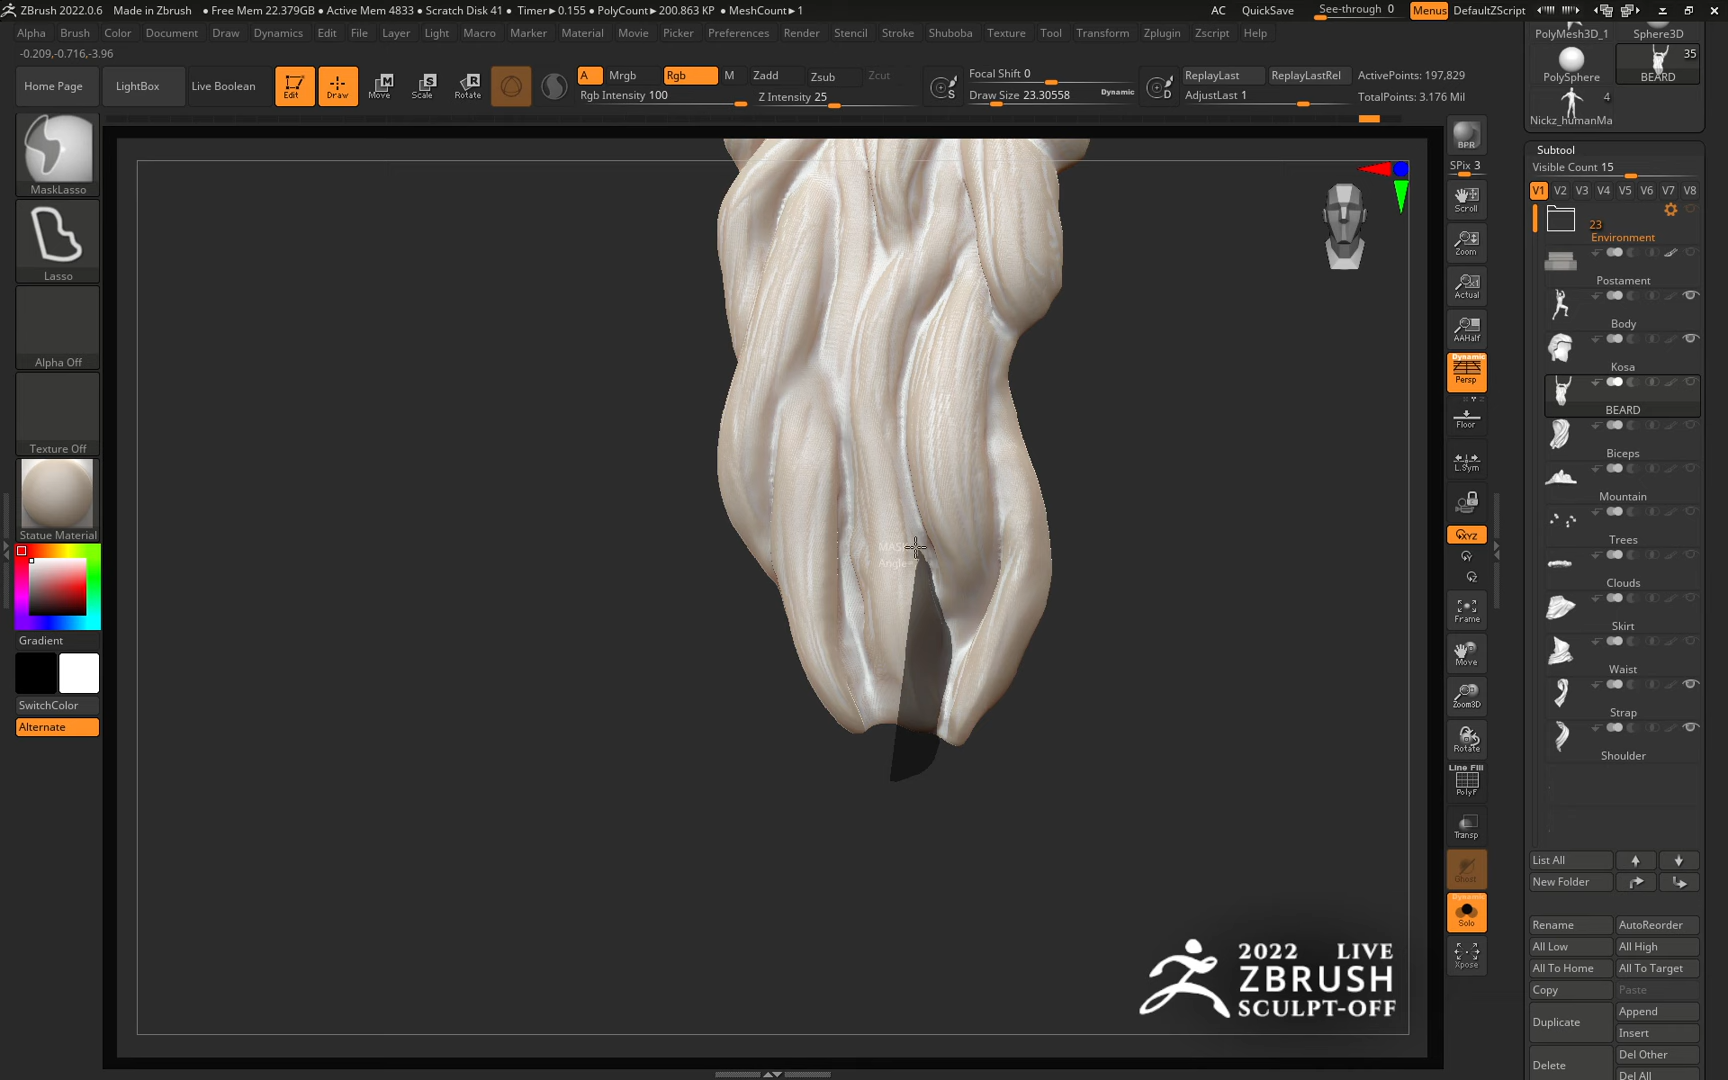 ZBrush 2022.0.6 Made in Zbrush • Free Mem 22.379GB • Active Mem 4833 • Scratch Disk 41 • Timer►0.155 • PolyCount►200.863 KP • MeshCount►1 AC QuickSave See-through 0 Menus DefaultZScript
Alpha Brush Color Document Draw Dynamics Edit File Layer Light Macro Marker Material Movie Picker Preferences Render Stencil Stroke Shuboba Texture Tool Transform Zplugin Zscript Help
-0.209,-0.716,-3.96
Home Page LightBox Live Boolean Edit Draw Move Scale Rotate
A Mrgb Rgb M Zadd Zsub Zcut
Rgb Intensity 100 Z Intensity 25
Focal Shift 0
Draw Size 23.30558 Dynamic
S
D
ReplayLast ReplayLastRel
AdjustLast 1
ActivePoints: 197,829
TotalPoints: 3.176 Mil
PolyMesh3D_1 Sphere3D
35
PolySphere BEARD
4
Nickz_humanMa
Subtool
Visible Count 15
V1 V2 V3 V4 V5 V6 V7 V8
23
Environment
Postament
Body
Kosa
BEARD
Biceps
Mountain
Trees
Clouds
Skirt
Waist
Strap
Shoulder
List All
New Folder
Rename AutoReorder
All Low All High
All To Home All To Target
Copy Paste
Duplicate Append
Insert
Delete Del Other
Del All
MaskLasso
Lasso
Alpha Off
Texture Off
Statue Material
Gradient
SwitchColor
Alternate
BPR
SPix 3
Scroll
Zoom
Actual
AAHalf
Dynamic
Persp
Floor
L.Sym
XYZ
Frame
Move
Zoom3D
Rotate
Line Fill
PolyF
Transp
Ghost
Dynamic
Solo
Xpose
2022 LIVE
ZBRUSH
SCULPT-OFF